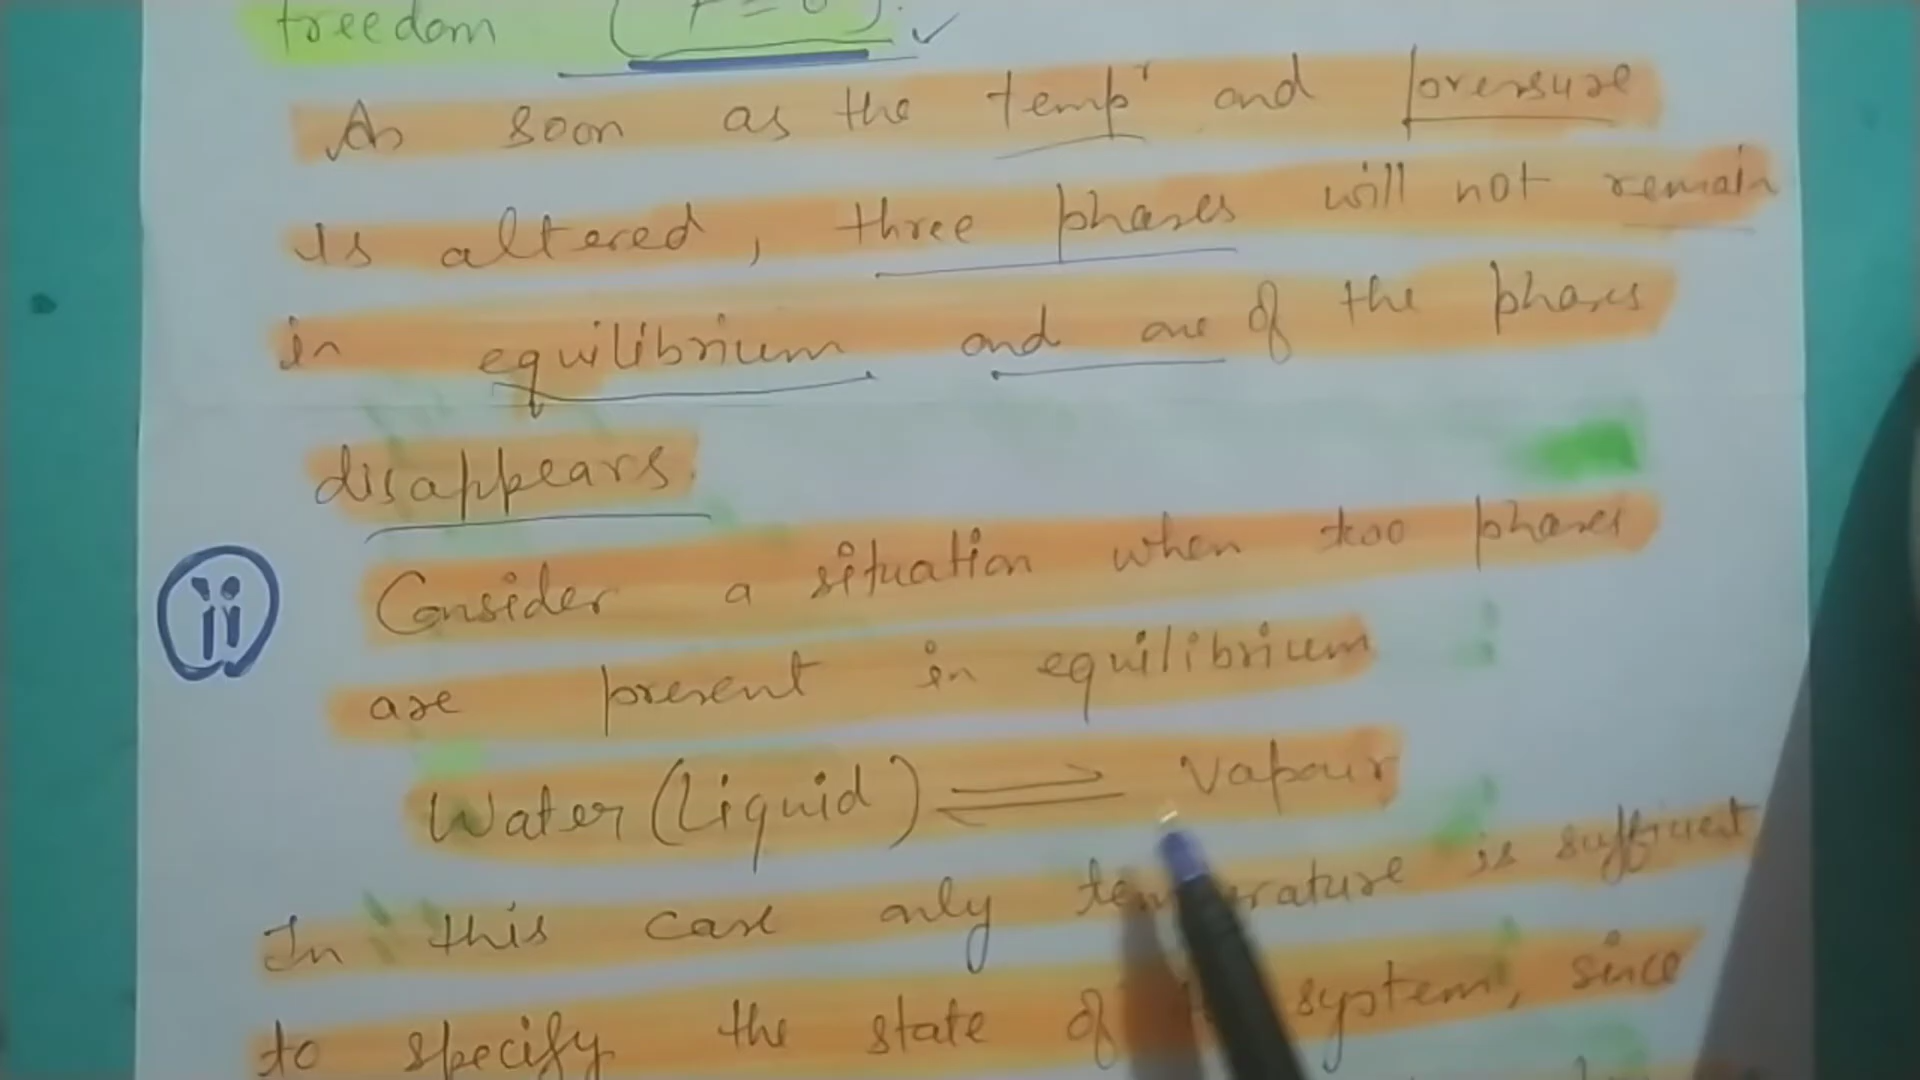 freedom (F = 0).
As soon as the tempr and pressure
is altered, three phases will not remain
in equilibrium and one of the phases
disappears.
(ii) Consider a situation when two phases
are present in equilibrium
Water (Liquid) ⇌ Vapour
In this case only temperature is sufficient
to specify the state of system, since